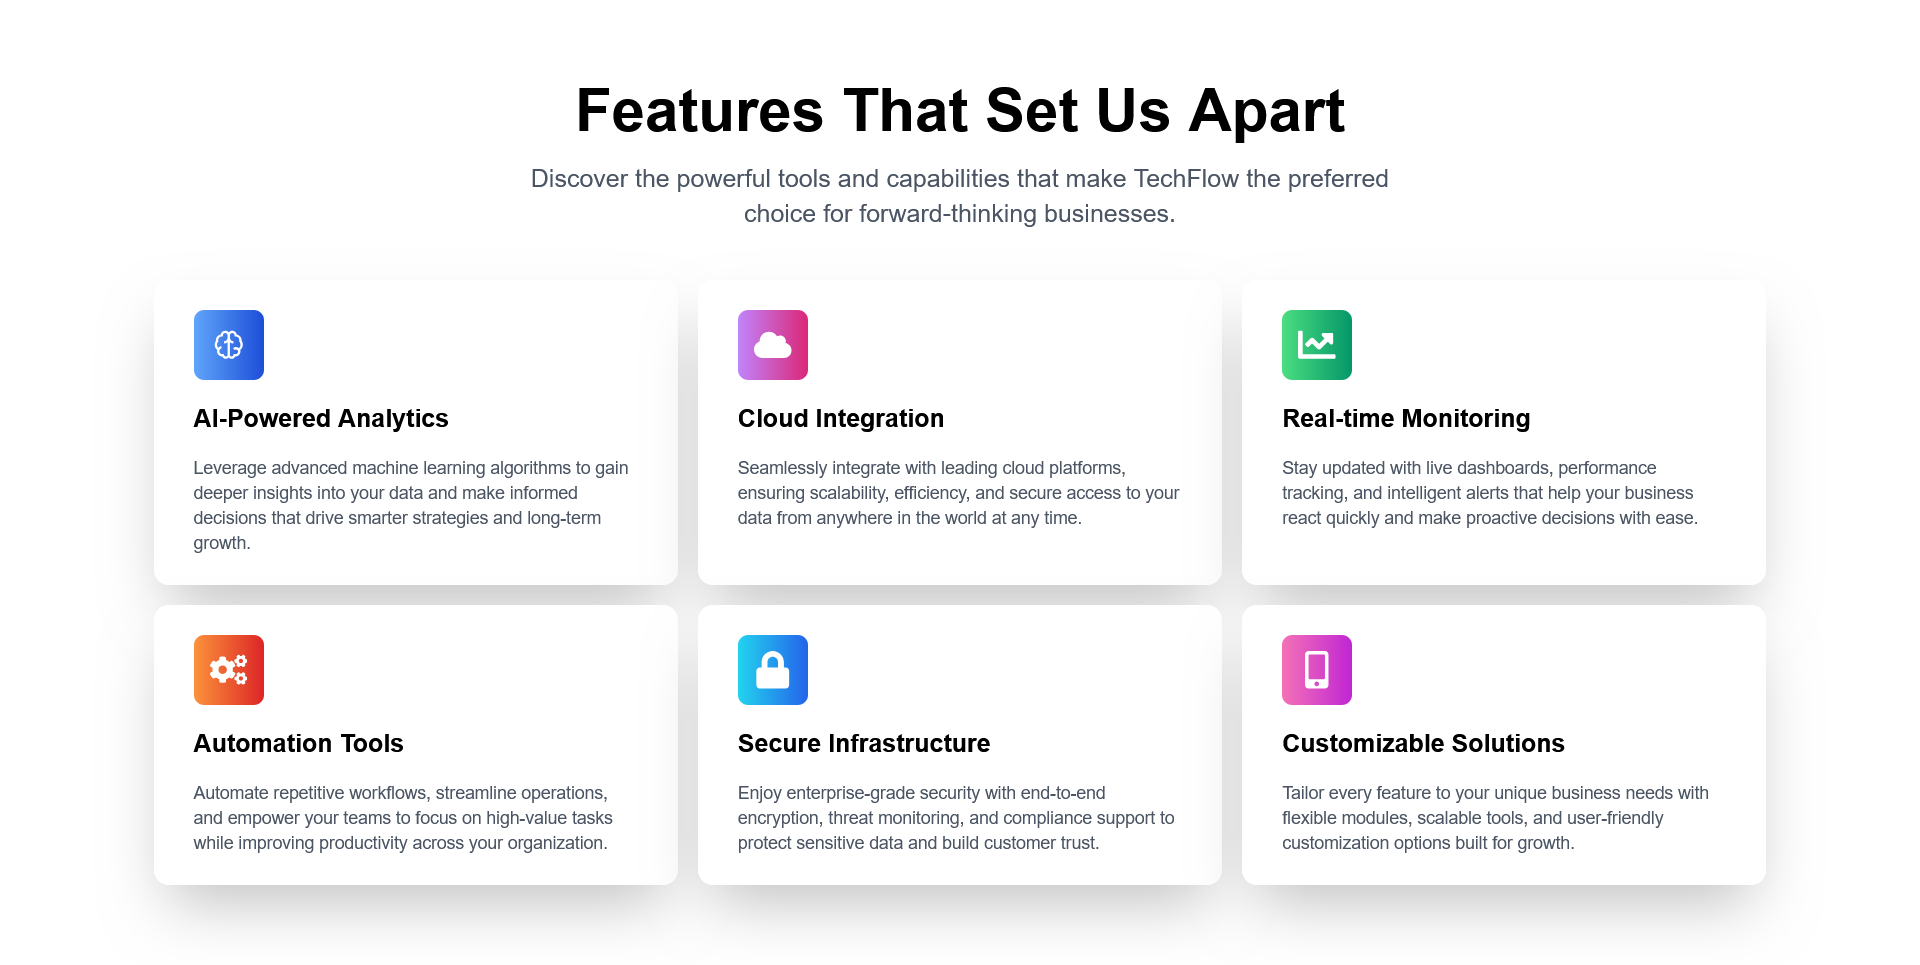 Features That Set Us Apart
Discover the powerful tools and capabilities that make TechFlow the preferred
choice for forward-thinking businesses.
AI-Powered Analytics
Leverage advanced machine learning algorithms to gain
deeper insights into your data and make informed
decisions that drive smarter strategies and long-term
growth.
Cloud Integration
Seamlessly integrate with leading cloud platforms,
ensuring scalability, efficiency, and secure access to your
data from anywhere in the world at any time.
Real-time Monitoring
Stay updated with live dashboards, performance
tracking, and intelligent alerts that help your business
react quickly and make proactive decisions with ease.
Automation Tools
Automate repetitive workflows, streamline operations,
and empower your teams to focus on high-value tasks
while improving productivity across your organization.
Secure Infrastructure
Enjoy enterprise-grade security with end-to-end
encryption, threat monitoring, and compliance support to
protect sensitive data and build customer trust.
Customizable Solutions
Tailor every feature to your unique business needs with
flexible modules, scalable tools, and user-friendly
customization options built for growth.